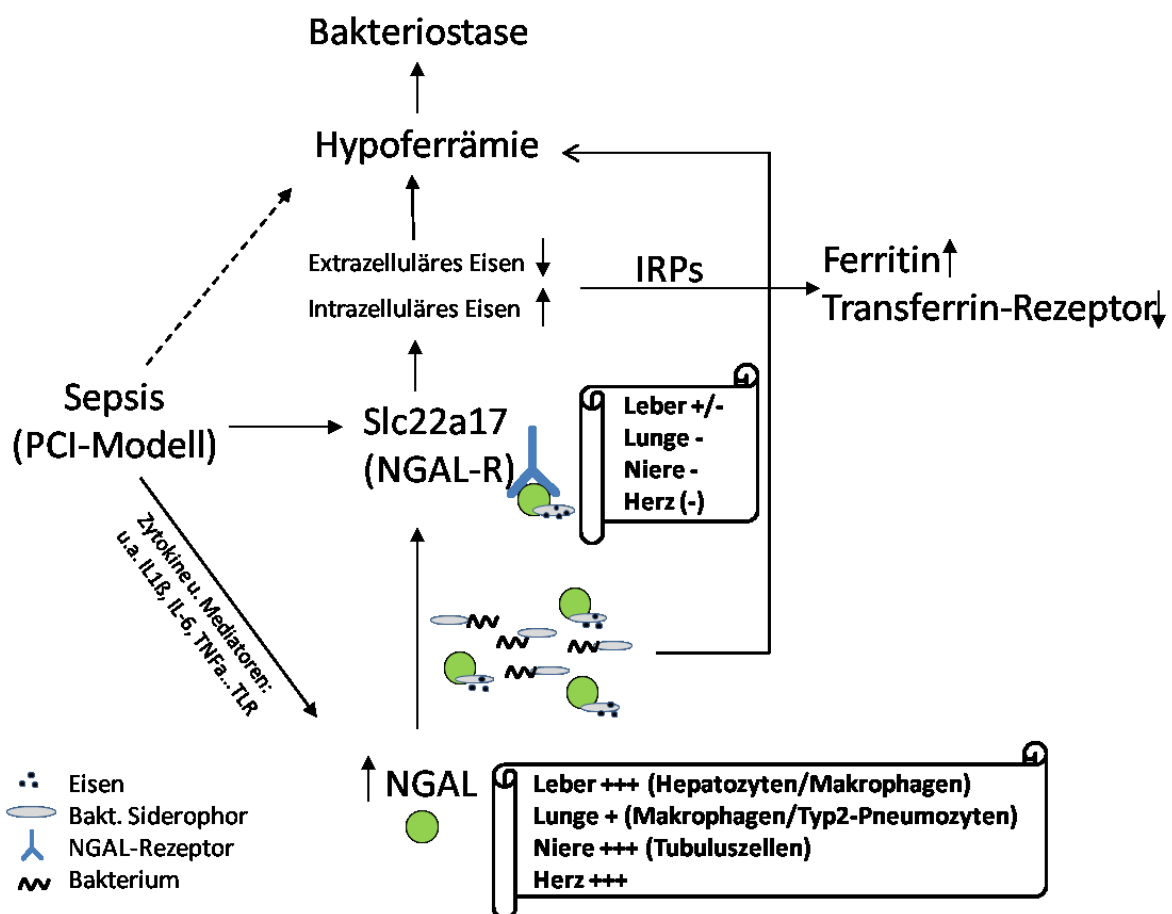 Bakteriostase
Hypoferrämie
Extrazelluläres Eisen
Intrazelluläres Eisen
IRPs
Ferritin
Transferrin-Rezeptor
Sepsis
(PCI-Modell)
Slc22a17
(NGAL-R)
Leber +/-
Lunge -
Niere -
Herz (-)
Zytokine u. Mediatoren:
u.a. IL1ß, IL-6, TNFa... TLR
NGAL
Leber +++ (Hepatozyten/Makrophagen)
Lunge + (Makrophagen/Typ2-Pneumozyten)
Niere +++ (Tubuluszellen)
Herz +++
Eisen
Bakt. Siderophor
NGAL-Rezeptor
Bakterium